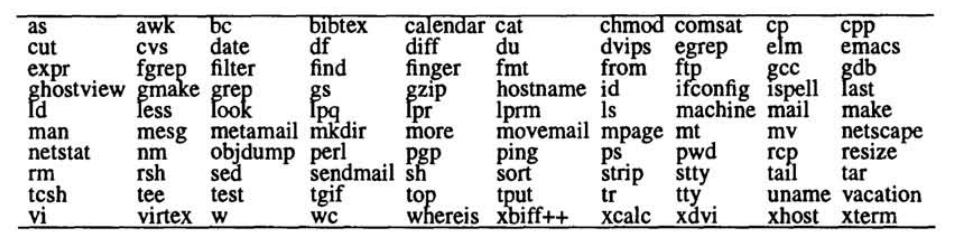 as awk bc bibtex calendar cat chmod comsat cp cpp
cut cvs date df diff du dvips egrep elm emacs
expr fgrep filter find finger fmt from ftp gcc gdb
ghostview gmake grep gs gzip hostname id ifconfig ispell last
ld less look lpq lpr lprm ls machine mail make
man mesg metamail mkdir more movemail mpage mt mv netscape
netstat nm objdump perl pgp ping ps pwd rcp resize
rm rsh sed sendmail sh sort strip stty tail tar
tcsh tee test tgif top tput tr tty uname vacation
vi virtex w wc whereis xbiff++ xcalc xdvi xhost xterm